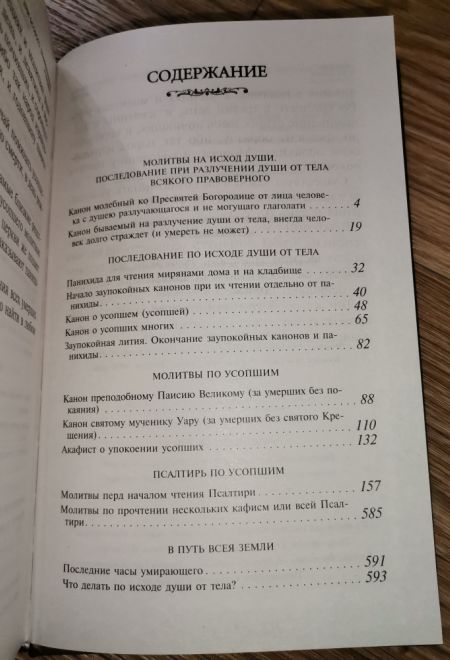 СОДЕРЖАНИЕ
МОЛИТВЫ НА ИСХОД ДУШИ.
ПОСЛЕДОВАНИЕ ПРИ РАЗЛУЧЕНИИ ДУШИ ОТ ТЕЛА
ВСЯКОГО ПРАВОВЕРНОГО
Канон молебный ко Пресвятей Богородице от лица челове-
ка с душею разлучающегося и не могущаго глаголати . . 4
Канон бываемый на разлучение души от тела, внегда чело-
век долго страждет (и умереть не может) . . . . . . . . . . . . . . . 19
ПОСЛЕДОВАНИЕ ПО ИСХОДЕ ДУШИ ОТ ТЕЛА
Панихида для чтения мирянами дома и на кладбище . . . . . . 32
Начало заупокойных канонов при их чтении отдельно от па-
нихиды . . . . . . . . . . . . . . . . . . . . . . . . . . . . . . . . 40
Канон о усопшем (усопшей) . . . . . . . . . . . . . . . . . . . . . . 48
Канон о усопших многих . . . . . . . . . . . . . . . . . . . . . . . . 65
Заупокойная лития. Окончание заупокойных канонов и па-
нихиды . . . . . . . . . . . . . . . . . . . . . . . . . . . . . . . . 82
МОЛИТВЫ ПО УСОПШИМ
Канон преподобному Паисию Великому (за умерших без по-
каяния) . . . . . . . . . . . . . . . . . . . . . . . . . . . . . . . . 88
Канон святому мученику Уару (за умерших без святого Кре-
щения) . . . . . . . . . . . . . . . . . . . . . . . . . . . . . . . . 110
Акафист о упокоении усопших . . . . . . . . . . . . . . . . . . . . 132
ПСАЛТИРЬ ПО УСОПШИМ
Молитвы перд началом чтения Псалтири . . . . . . . . . . . . . 157
Молитвы по прочтении нескольких кафисм или всей Псал-
тири . . . . . . . . . . . . . . . . . . . . . . . . . . . . . . . . . . 585
В ПУТЬ ВСЕЯ ЗЕМЛИ
Последние часы умирающего . . . . . . . . . . . . . . . . . . . . . 591
Что делать по исходе души от тела? . . . . . . . . . . . . . . . . 593